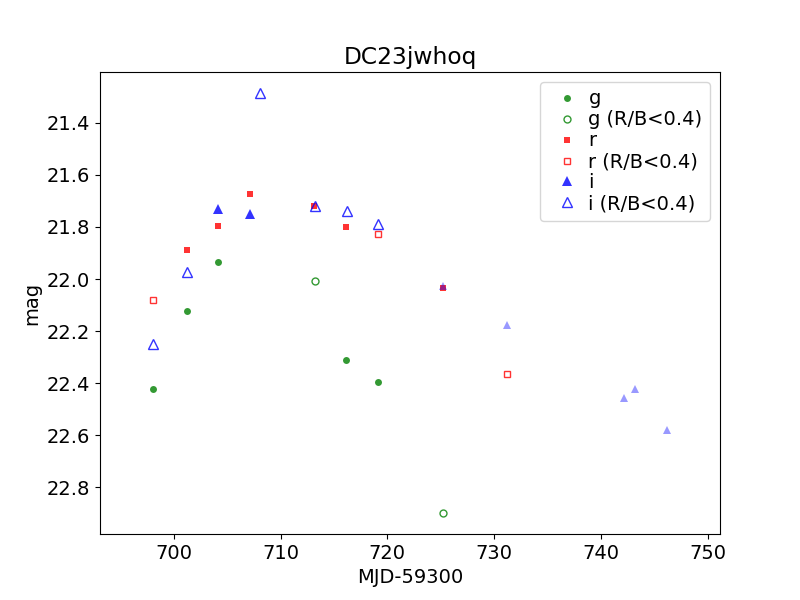 DC23jwhoq
g
g (R/B<0.4)
r
r (R/B<0.4)
i
i (R/B<0.4)
mag
21.4
21.6
21.8
22.0
22.2
22.4
22.6
22.8
700 710 720 730 740 750
MJD-59300